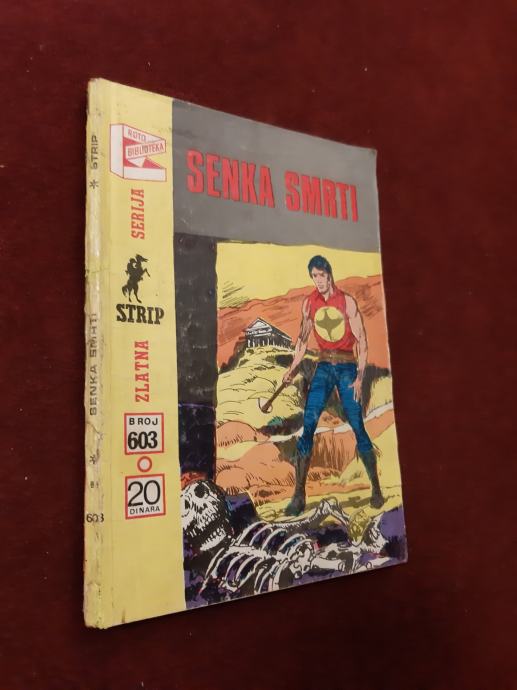 ROTO
BIBLIOTEKA
SENKA SMRTI
ZLATNA
STRIP
SERIJA
BROJ
603
20
DINARA
603 * SENKA SMRTI * STRIP